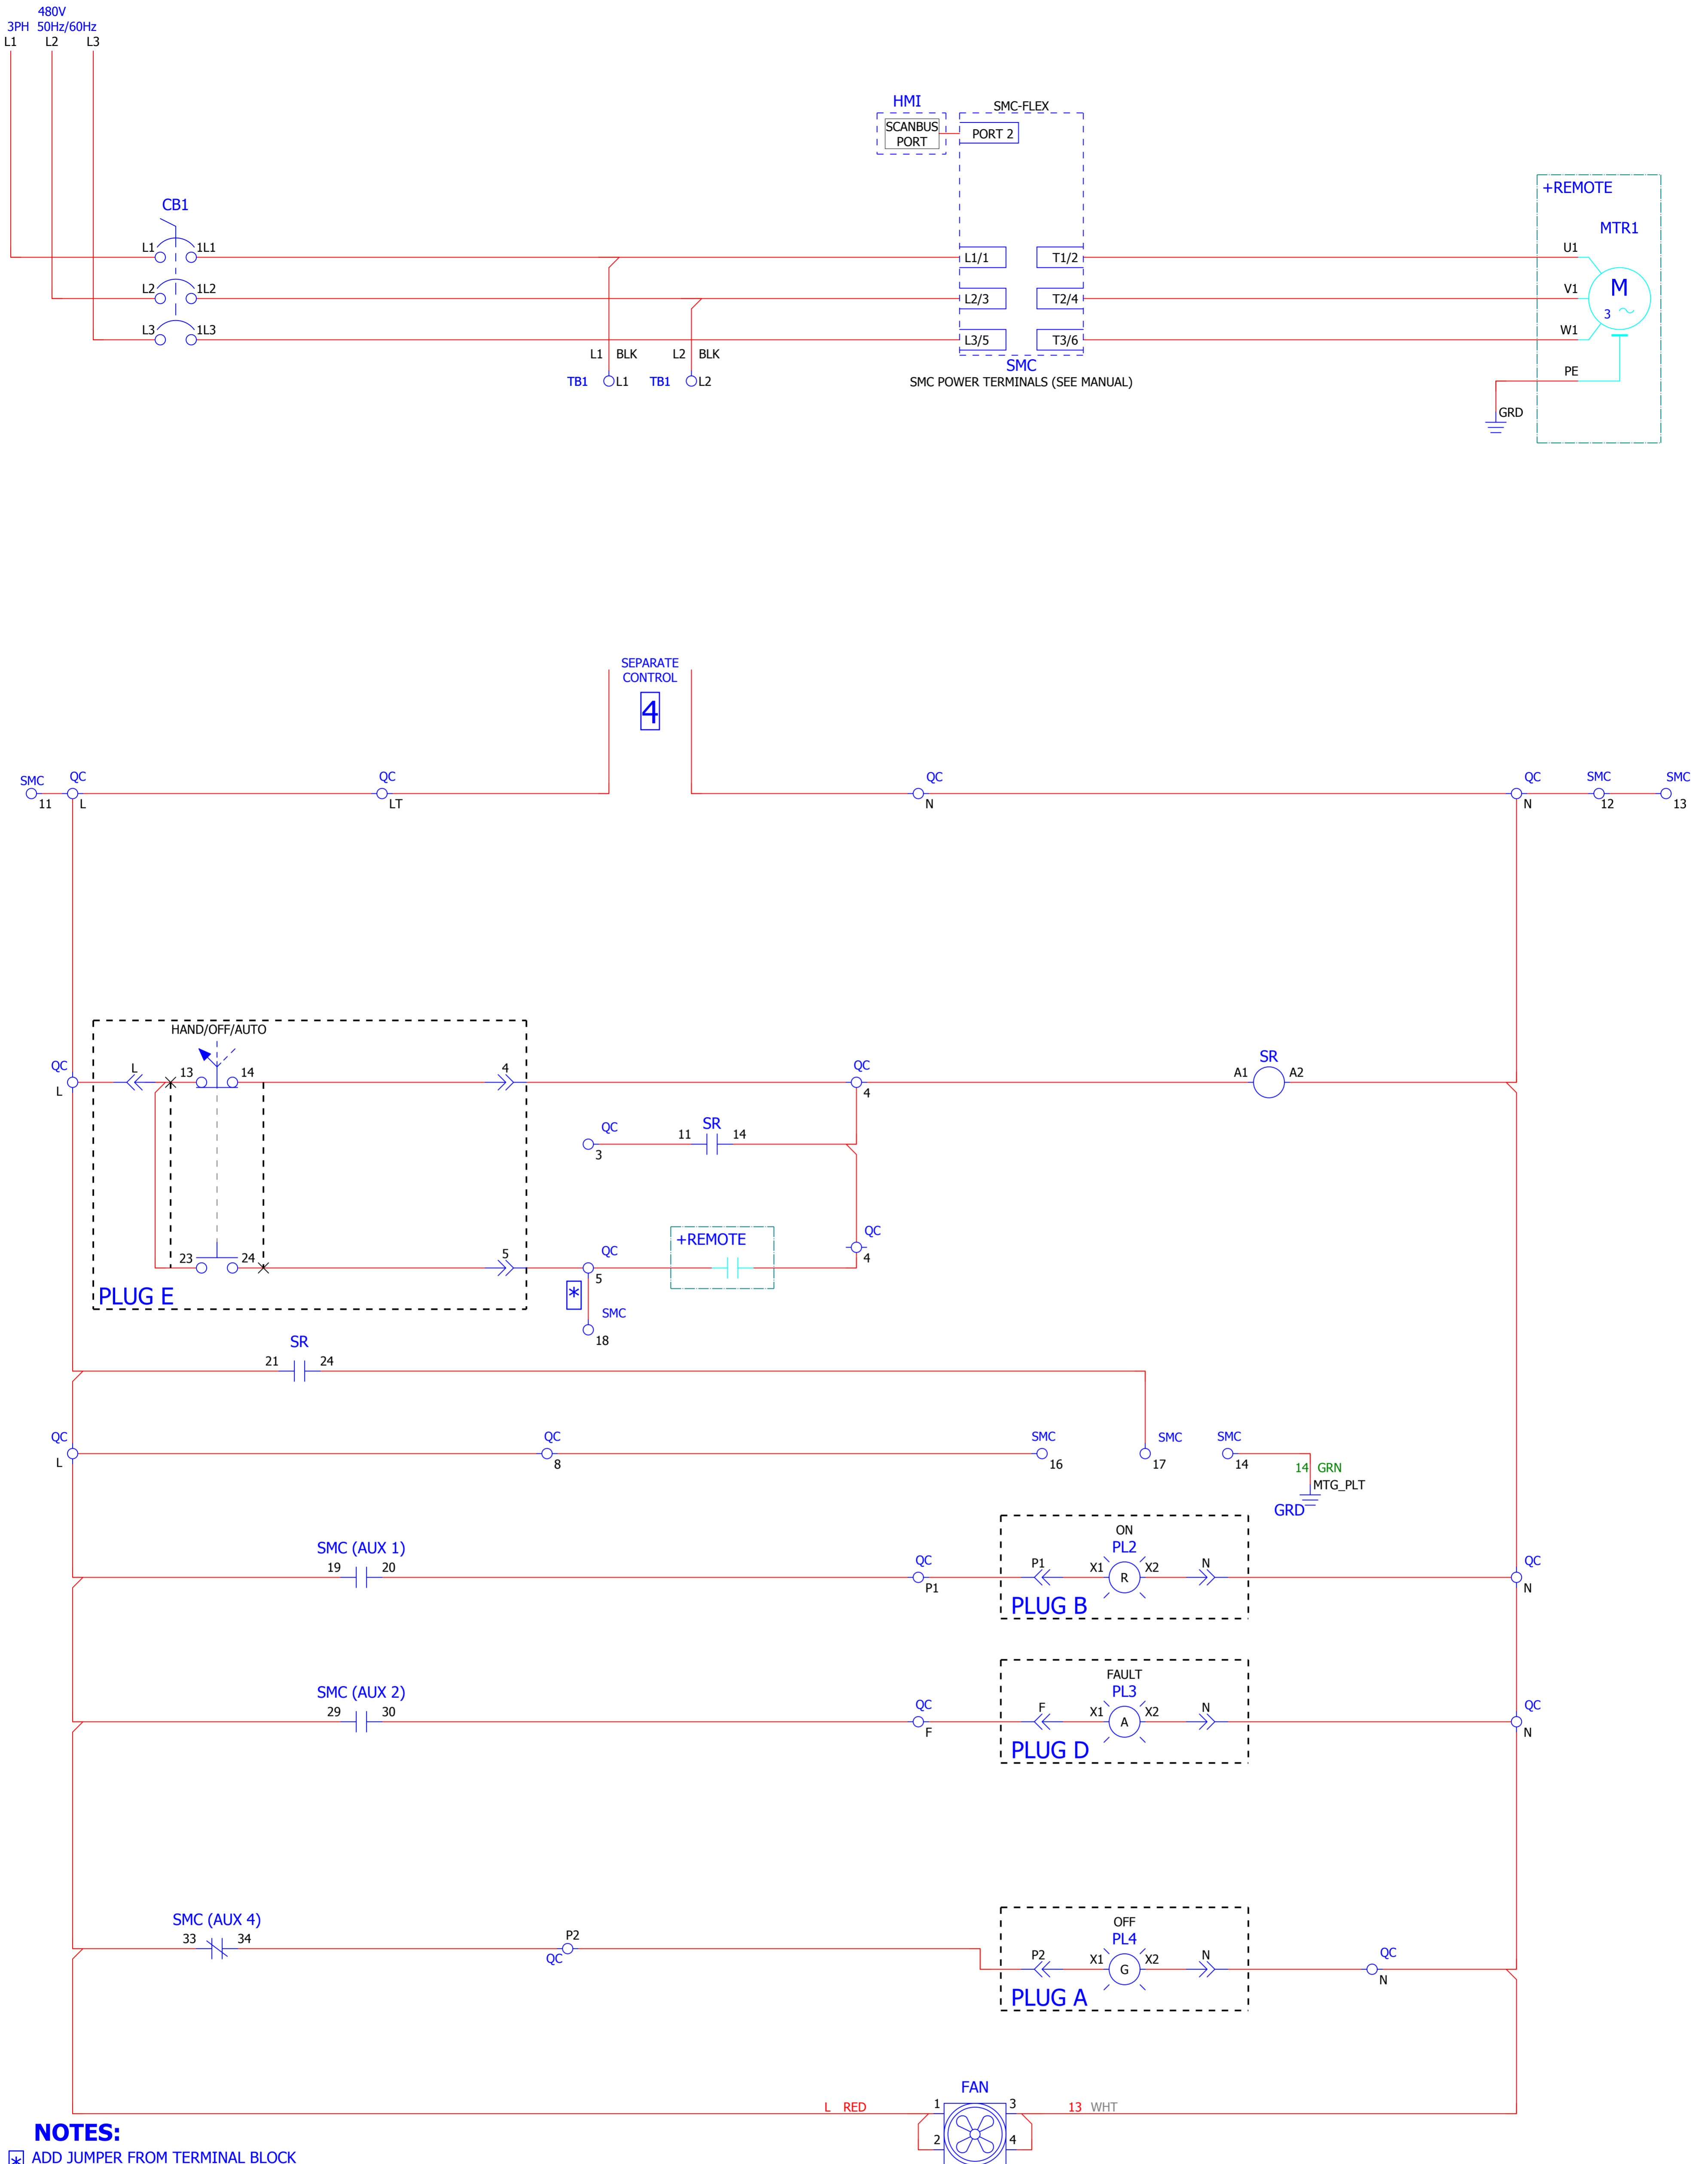 480V
3PH 50Hz/60Hz
L1 L2 L3
HMI
SMC-FLEX
SCANBUS
PORT
PORT 2
+REMOTE
CB1
MTR1
L1 1L1
L1/1 T1/2
U1
L2 1L2
L2/3 T2/4
V1
M
3
L3 1L3
L3/5 T3/6
W1
L1 BLK L2 BLK
SMC
PE
TB1 L1 TB1 L2
SMC POWER TERMINALS (SEE MANUAL)
GRD
SEPARATE
CONTROL
4
SMC QC QC QC QC SMC SMC
11 L LT N N 12 13
HAND/OFF/AUTO
QC L 13 14 4 QC SR
A1 A2
L 4
QC 11 SR 14
3
QC
+REMOTE
4
23 24 5 QC
5
PLUG E
*
SMC
18
SR
21 24
QC QC SMC SMC SMC
L 8 16 17 14
14 GRN
MTG_PLT
GRD
ON
SMC (AUX 1) PL2
19 20 QC P1 X1 R X2 N QC
P1 N
PLUG B
FAULT
SMC (AUX 2) PL3
29 30 QC F X1 A X2 N QC
F N
PLUG D
SMC (AUX 4) OFF
33 34 P2 PL4
QC P2 X1 G X2 N QC
N
PLUG A
FAN
L RED 1 3 13 WHT
2 4
NOTES:
* ADD JUMPER FROM TERMINAL BLOCK